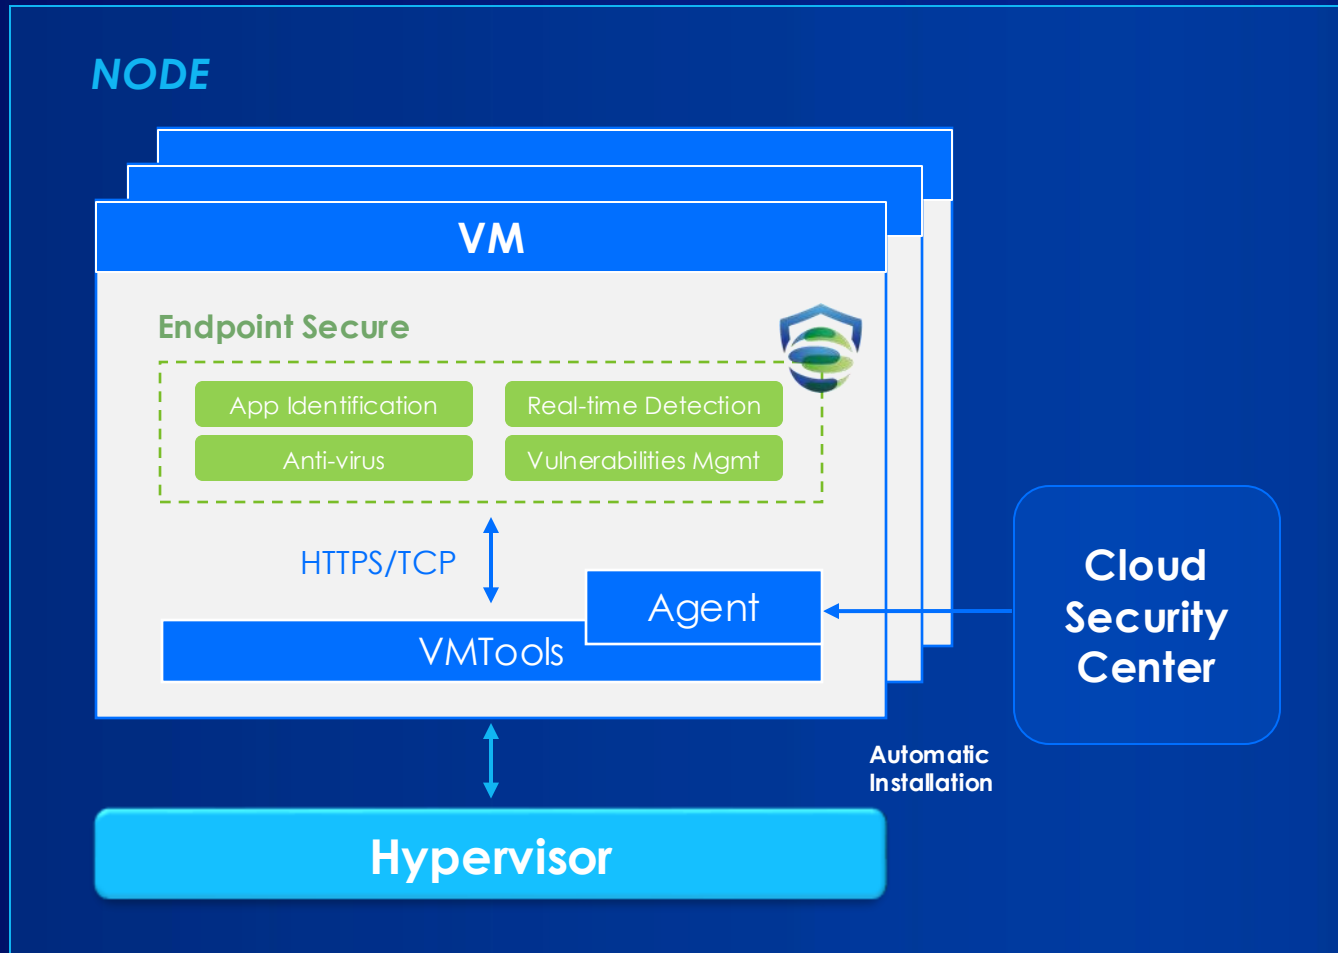 NODE
VM
Endpoint Secure
App Identification
Real-time Detection
Anti-virus
Vulnerabilities Mgmt
HTTPS/TCP
Agent
VMTools
Cloud
Security
Center
Automatic
Installation
Hypervisor